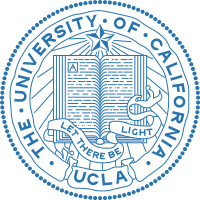 · THE · UNIVERSITY · OF · CALIFORNIA ·
A
LET THERE BE
LIGHT
UCLA